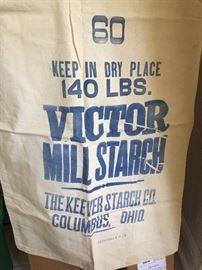 60
KEEP IN DRY PLACE
140 LBS.
VICTOR
MILL STARCH
THE KEEVER STARCH CO.
COLUMBUS, OHIO.